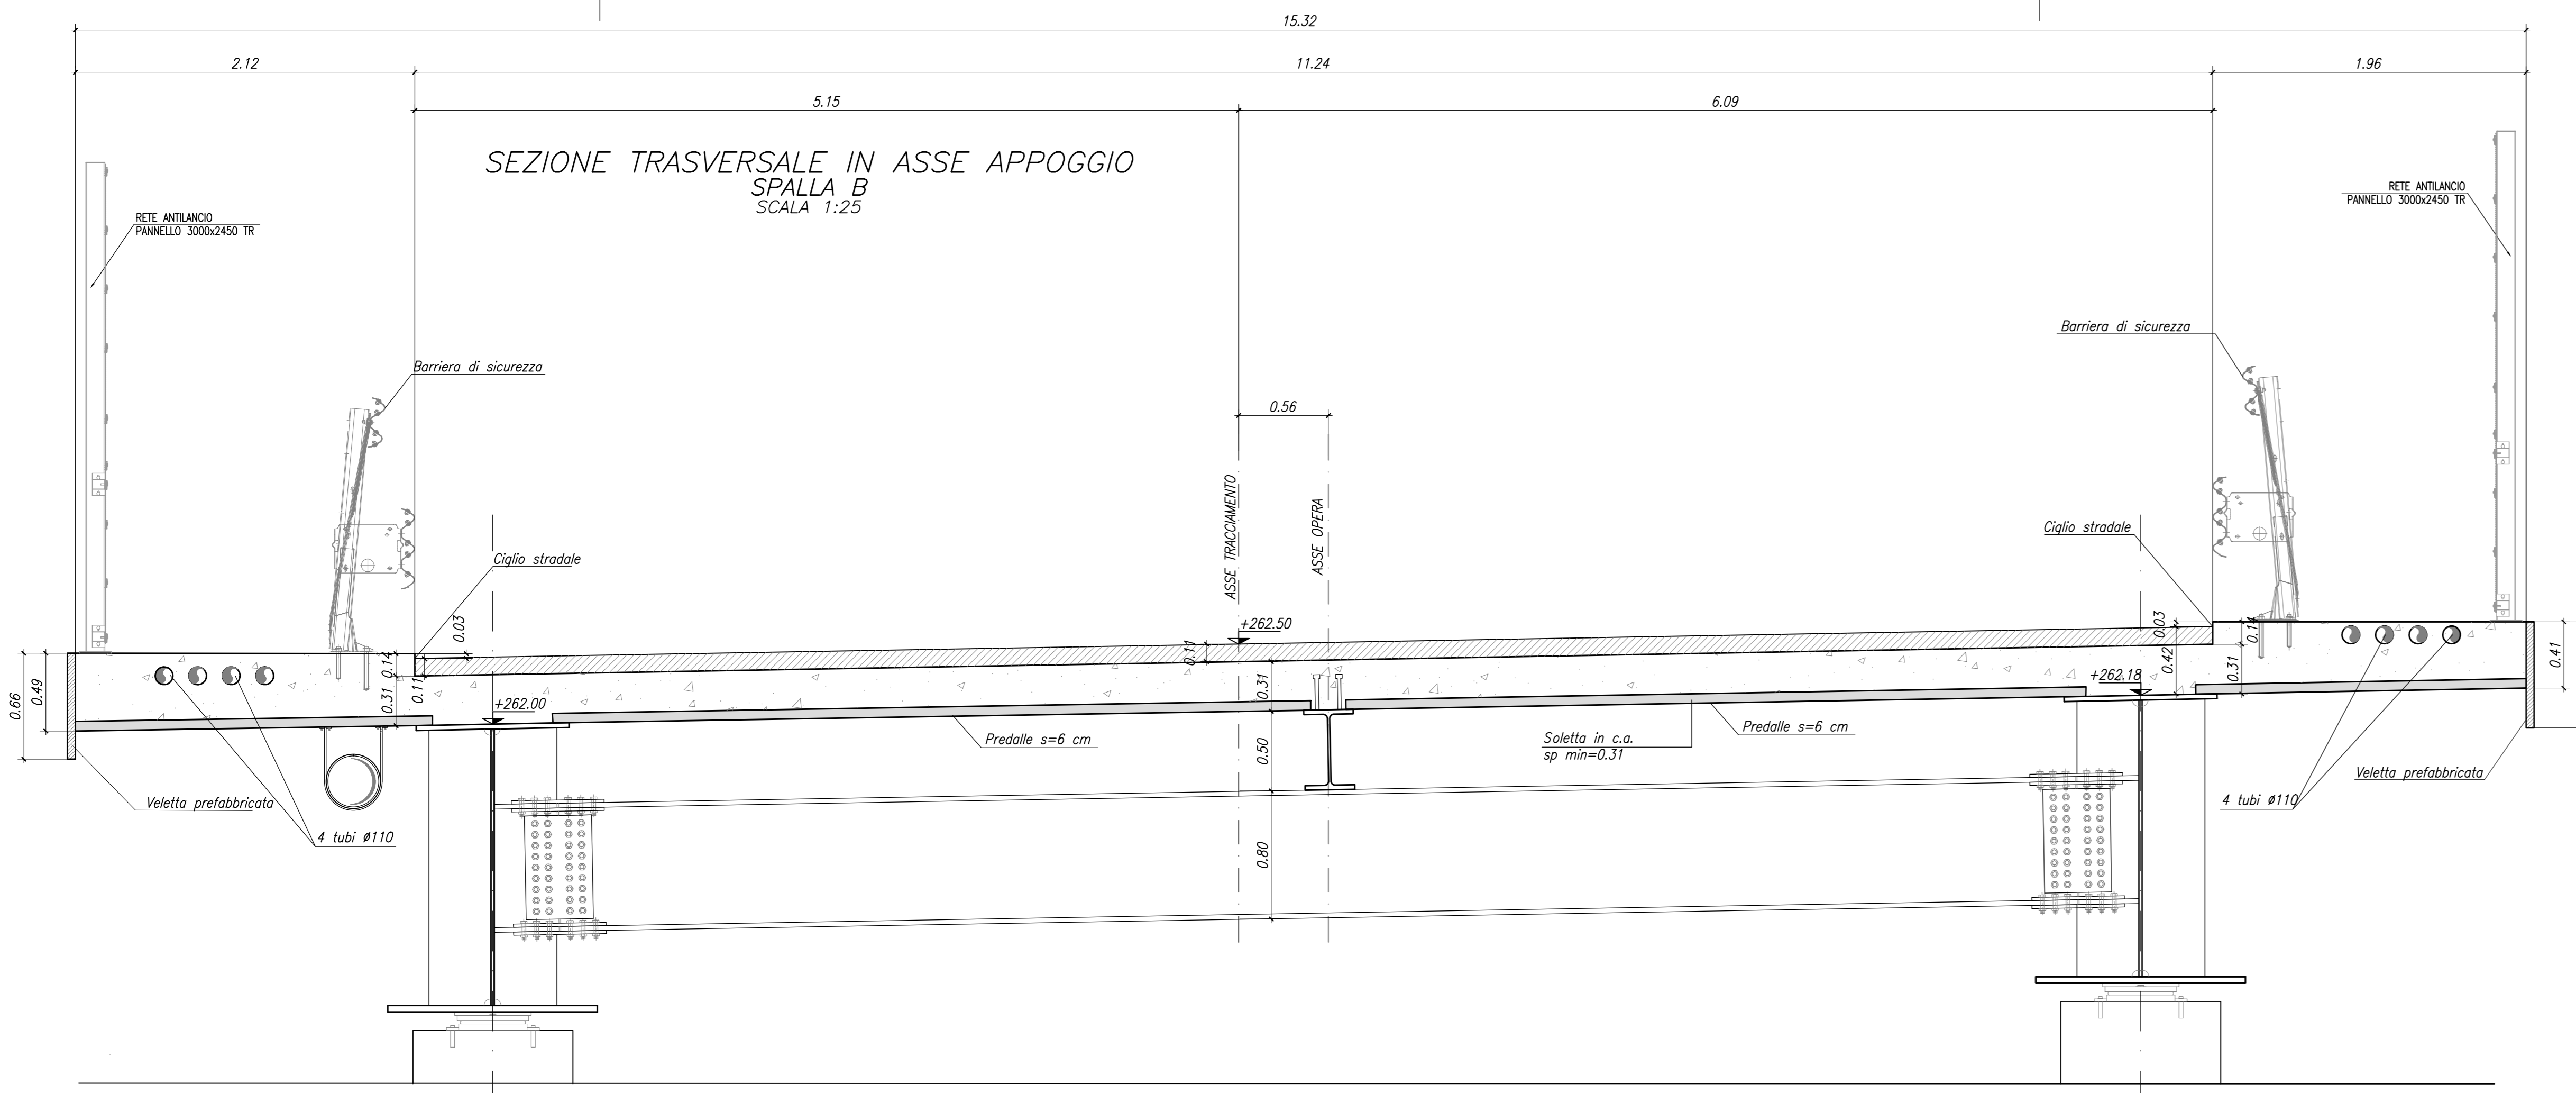 15.32
2.12
11.24
1.96
5.15
6.09
SEZIONE TRASVERSALE IN ASSE APPOGGIO
SPALLA B
SCALA 1:25
RETE ANTILANCIO
PANNELLO 3000x2450 TR
RETE ANTILANCIO
PANNELLO 3000x2450 TR
Barriera di sicurezza
Barriera di sicurezza
0.56
ASSE TRACCIAMENTO
ASSE OPERA
Ciglio stradale
Ciglio stradale
0.03
+262.50
0.03
0.14
0.11
0.14
0.42
0.31
0.41
0.66
0.49
0.31
0.11
0.31
+262.00
+262.18
Predalle s=6 cm
Soletta in c.a.
sp min=0.31
Predalle s=6 cm
0.50
Veletta prefabbricata
Veletta prefabbricata
4 tubi ø110
4 tubi ø110
0.80